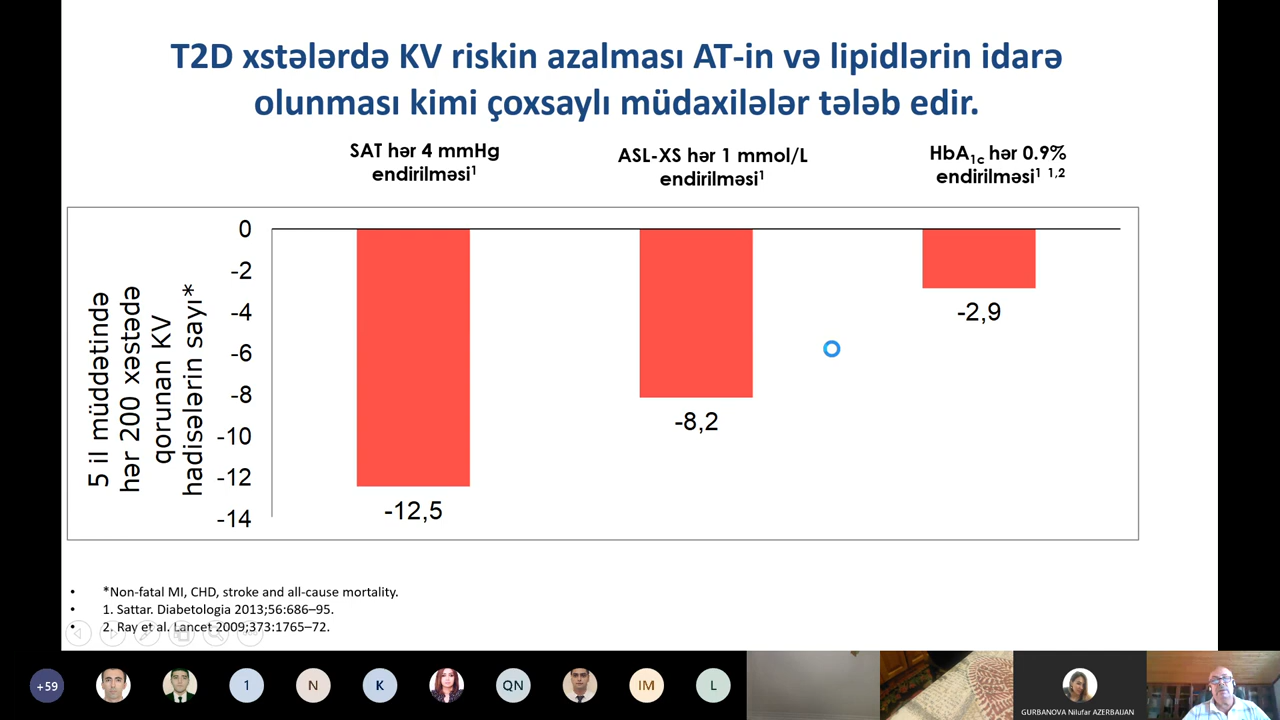 T2D xstələrdə KV riskin azalması AT-in və lipidlərin idarə
olunması kimi çoxsaylı müdaxilələr tələb edir.
SAT hər 4 mmHg
endirilməsi1
ASL-XS hər 1 mmol/L
endirilməsi1
HbA1c hər 0.9%
endirilməsi1 1,2
5 il müddətində
hər 200 xəstədə
qorunan KV
hadisələrin sayı*
0
-2
-4
-6
-8
-10
-12
-14
-12,5
-8,2
-2,9
• *Non-fatal MI, CHD, stroke and all-cause mortality.
• 1. Sattar. Diabetologia 2013;56:686–95.
• 2. Ray et al. Lancet 2009;373:1765–72.
+59
1
N
K
QN
IM
L
GURBANOVA Nilufar AZERBAIJAN